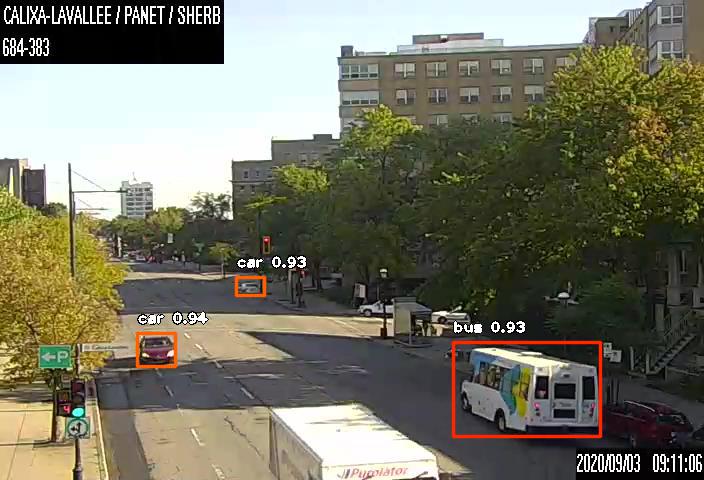 CALIXA-LAVALLEE / PANET / SHERB
684-383
car 0.93
car 0.94
bus 0.93
P
4
Purolator
2020/09/03 09:11:06